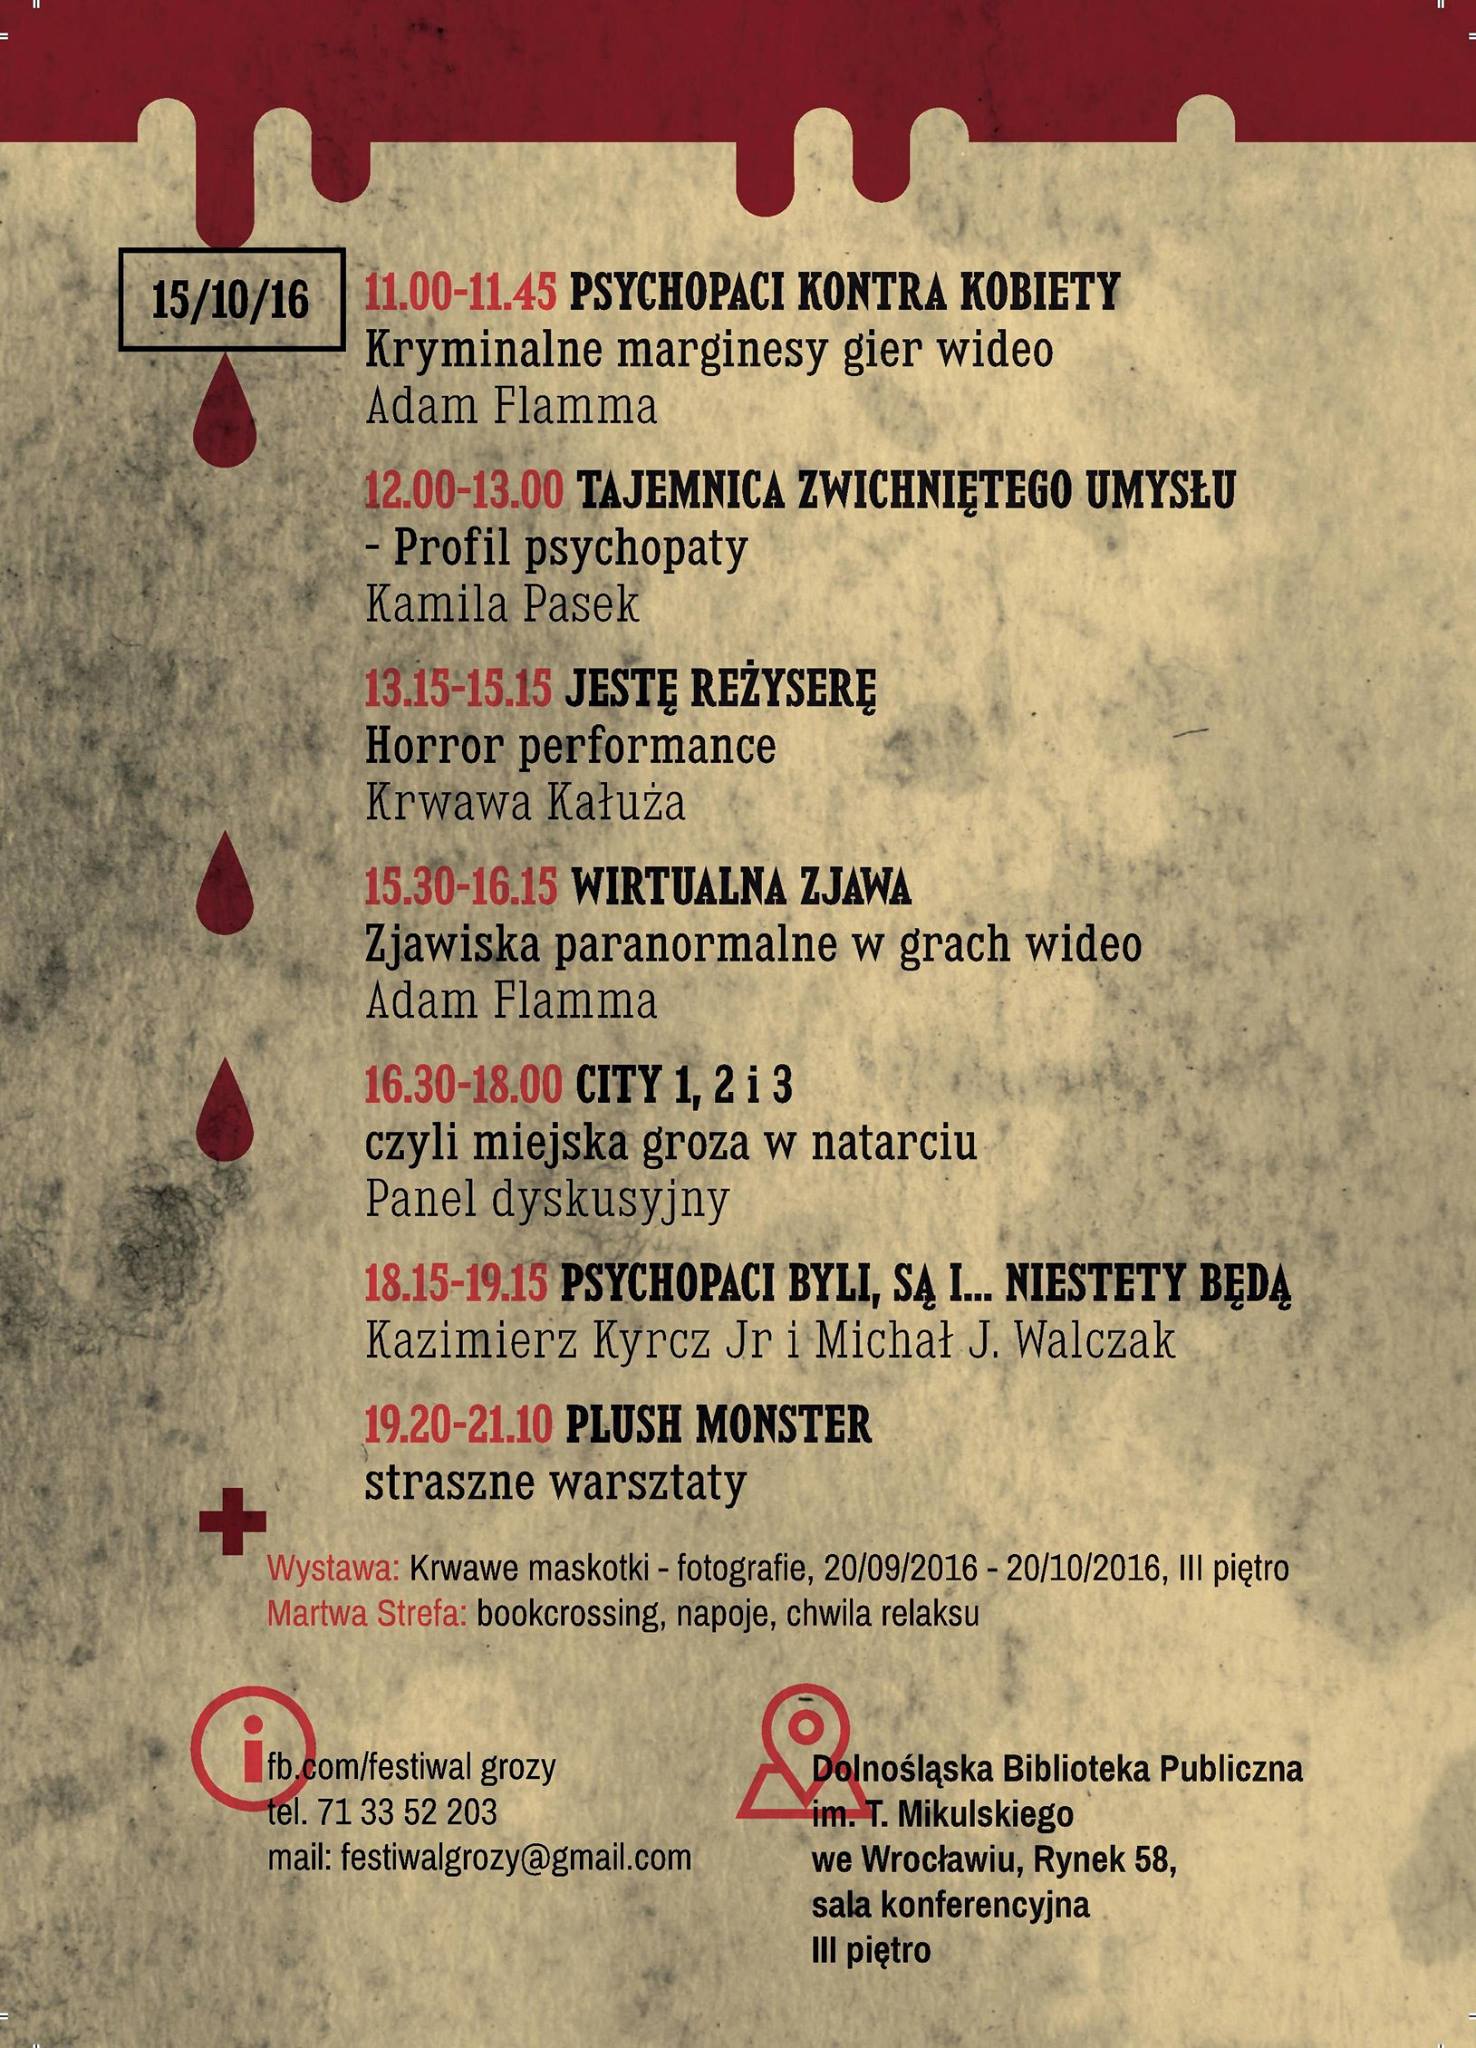 15/10/16
11.00-11.45 PSYCHOPACI KONTRA KOBIETY
Kryminalne marginesy gier wideo
Adam Flamma
12.00-13.00 TAJEMNICA ZWICHNIĘTEGO UMYSŁU
- Profil psychopaty
Kamila Pasek
13.15-15.15 JESTĘ REŻYSERĘ
Horror performance
Krwawa Kałuża
15.30-16.15 WIRTUALNA ZJAWA
Zjawiska paranormalne w grach wideo
Adam Flamma
16.30-18.00 CITY 1, 2 i 3
czyli miejska groza w natarciu
Panel dyskusyjny
18.15-19.15 PSYCHOPACI BYLI, SĄ I... NIESTETY BĘDĄ
Kazimierz Kyrcz Jr i Michał J. Walczak
19.20-21.10 PLUSH MONSTER
straszne warsztaty
Wystawa: Krwawe maskotki - fotografie, 20/09/2016 - 20/10/2016, III piętro
Martwa Strefa: bookcrossing, napoje, chwila relaksu
fb.com/festiwal grozy
tel. 71 33 52 203
mail: festiwalgrozy@gmail.com
Dolnośląska Biblioteka Publiczna
im. T. Mikulskiego
we Wrocławiu, Rynek 58,
sala konferencyjna
III piętro